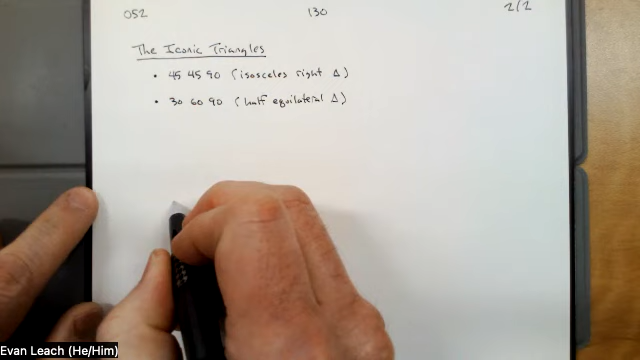 052 130 2/2
The Iconic Triangles
• 45 45 90 (isosceles right Δ)
• 30 60 90 (half equilateral Δ)
Evan Leach (He/Him)